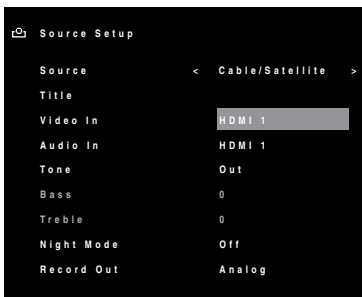 Source Setup
Source < Cable/Satellite >
Title
Video In HDMI 1
Audio In HDMI 1
Tone Out
Bass 0
Treble 0
Night Mode Off
Record Out Analog